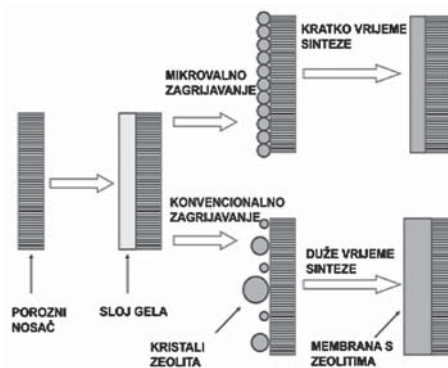 MIKROVALNO
ZAGRIJAVANJE
KRATKO VRIJEME
SINTEZE
KONVENCIONALNO
ZAGRIJAVANJE
DUŽE VRIJEME
SINTEZE
POROZNI
NOSAČ
SLOJ GELA
KRISTALI
ZEOLITA
MEMBRANA S
ZEOLITIMA